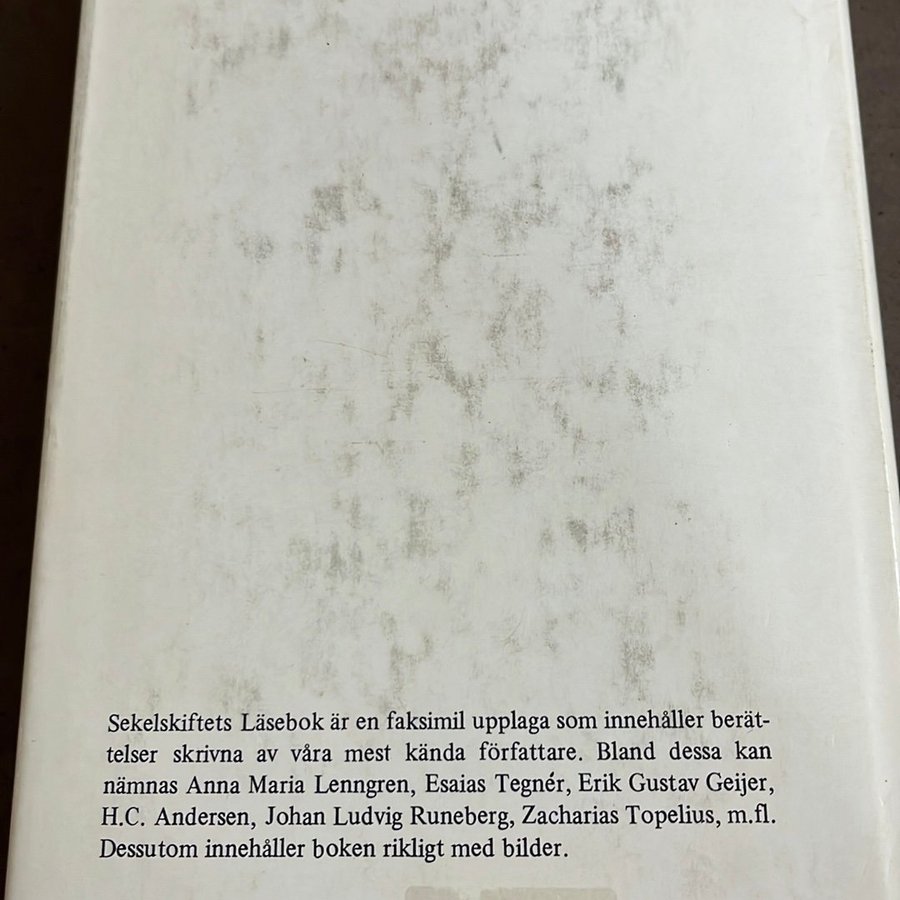 Sekelskiftets Läsebok är en faksimil upplaga som innehåller berät-
telser skrivna av våra mest kända författare. Bland dessa kan
nämnas Anna Maria Lenngren, Esaias Tegnér, Erik Gustav Geijer,
H.C. Andersen, Johan Ludvig Runeberg, Zacharias Topelius, m.fl.
Dessutom innehåller boken rikligt med bilder.